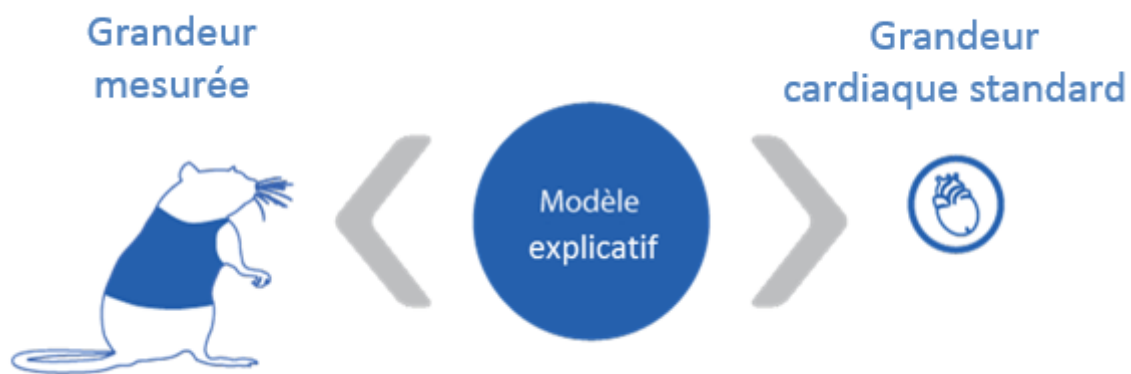 Grandeur
mesurée
Modèle
explicatif
Grandeur
cardiaque standard